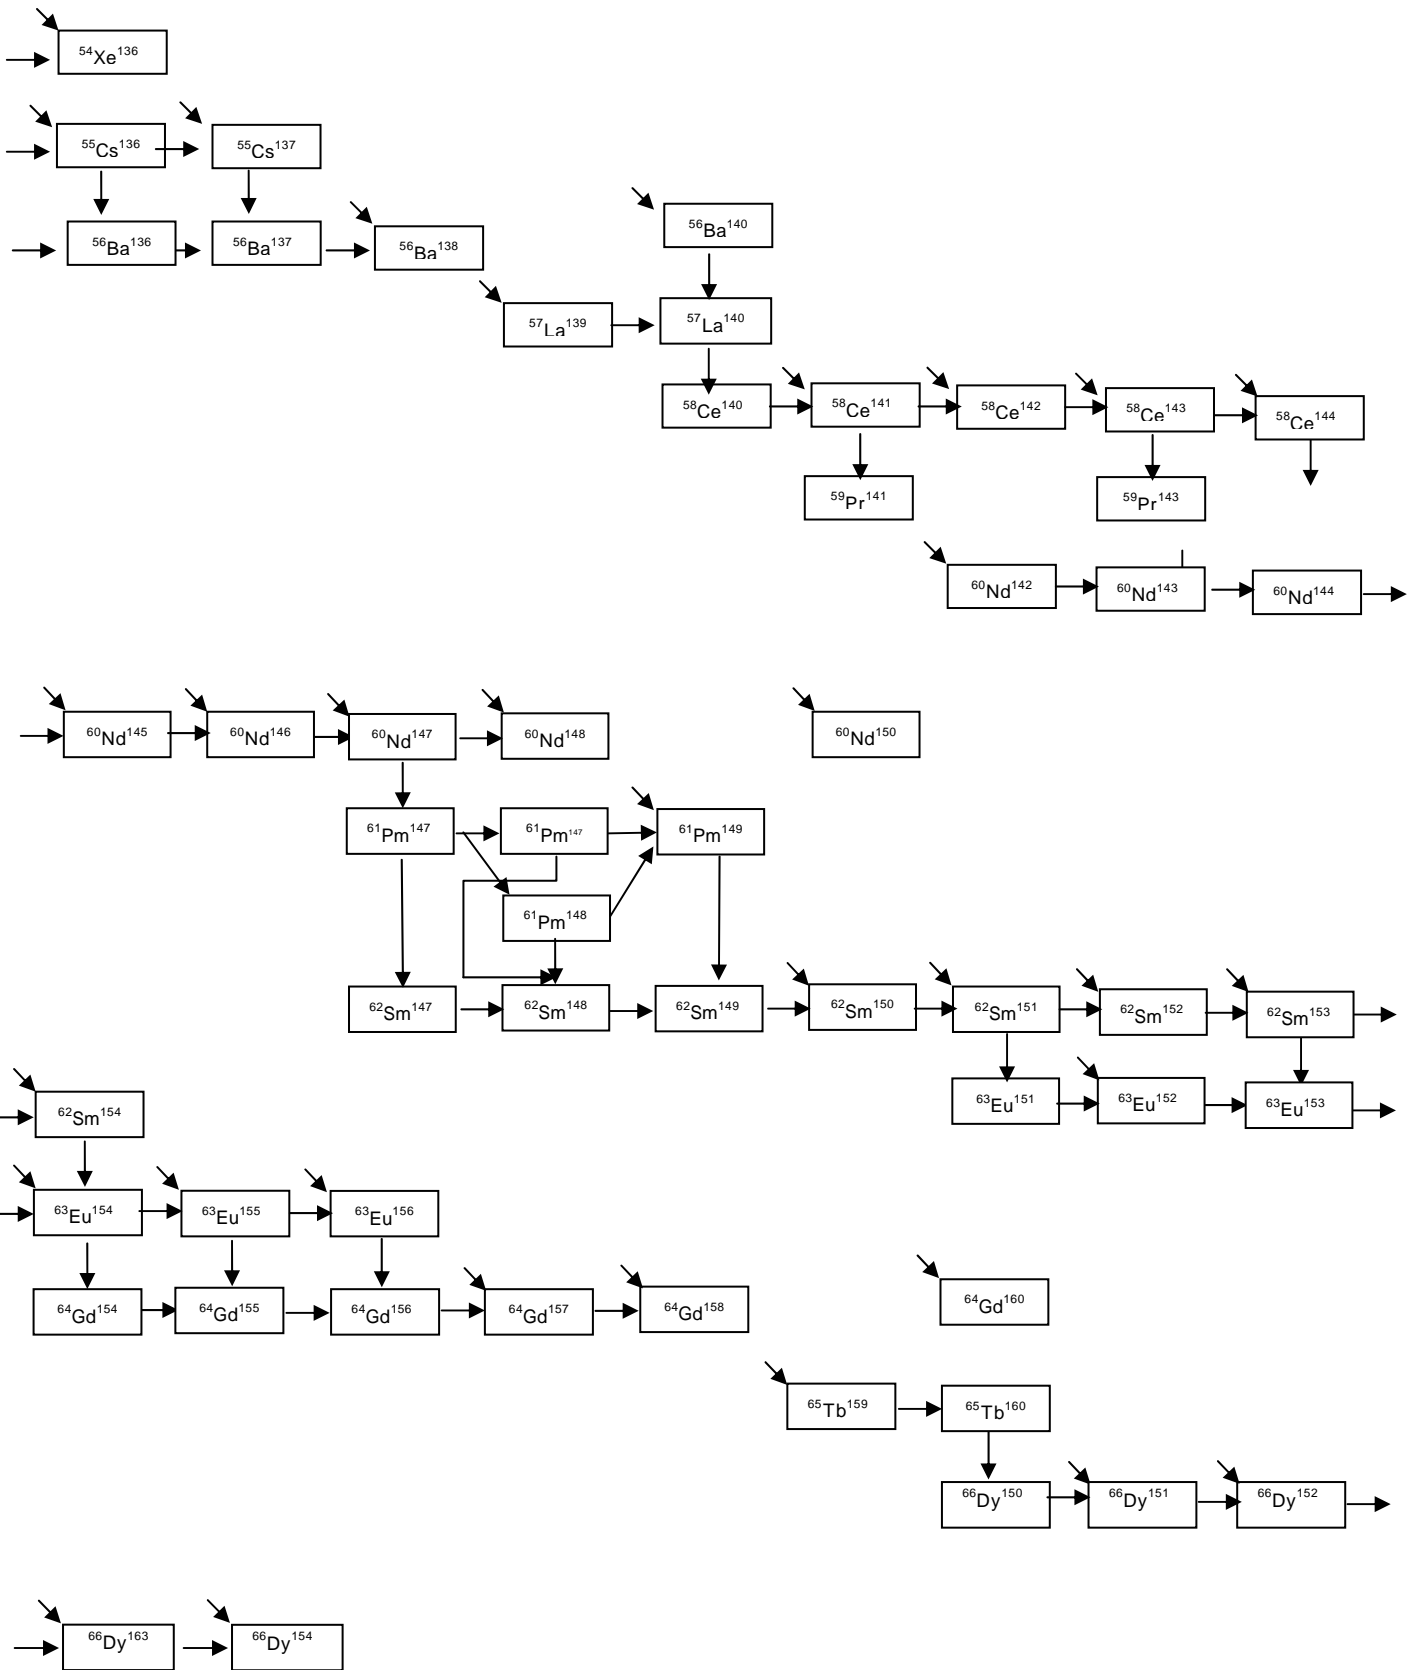 ⁵⁴Xe¹³⁶
⁵⁵Cs¹³⁶ ⁵⁵Cs¹³⁷
⁵⁶Ba¹⁴⁰
⁵⁶Ba¹³⁶ ⁵⁶Ba¹³⁷ ⁵⁶Ba¹³⁸
⁵⁷La¹³⁹ ⁵⁷La¹⁴⁰
⁵⁸Ce¹⁴⁰ ⁵⁸Ce¹⁴¹ ⁵⁸Ce¹⁴² ⁵⁸Ce¹⁴³ ⁵⁸Ce¹⁴⁴
⁵⁹Pr¹⁴¹ ⁵⁹Pr¹⁴³
⁶⁰Nd¹⁴² ⁶⁰Nd¹⁴³ ⁶⁰Nd¹⁴⁴
⁶⁰Nd¹⁴⁵ ⁶⁰Nd¹⁴⁶ ⁶⁰Nd¹⁴⁷ ⁶⁰Nd¹⁴⁸ ⁶⁰Nd¹⁵⁰
⁶¹Pm¹⁴⁷ ⁶¹Pm¹⁴⁷ ⁶¹Pm¹⁴⁹
⁶¹Pm¹⁴⁸
⁶²Sm¹⁴⁷ ⁶²Sm¹⁴⁸ ⁶²Sm¹⁴⁹ ⁶²Sm¹⁵⁰ ⁶²Sm¹⁵¹ ⁶²Sm¹⁵² ⁶²Sm¹⁵³
⁶³Eu¹⁵¹ ⁶³Eu¹⁵² ⁶³Eu¹⁵³
⁶²Sm¹⁵⁴
⁶³Eu¹⁵⁴ ⁶³Eu¹⁵⁵ ⁶³Eu¹⁵⁶
⁶⁴Gd¹⁵⁴ ⁶⁴Gd¹⁵⁵ ⁶⁴Gd¹⁵⁶ ⁶⁴Gd¹⁵⁷ ⁶⁴Gd¹⁵⁸ ⁶⁴Gd¹⁶⁰
⁶⁵Tb¹⁵⁹ ⁶⁵Tb¹⁶⁰
⁶⁶Dy¹⁵⁰ ⁶⁶Dy¹⁵¹ ⁶⁶Dy¹⁵²
⁶⁶Dy¹⁶³ ⁶⁶Dy¹⁵⁴